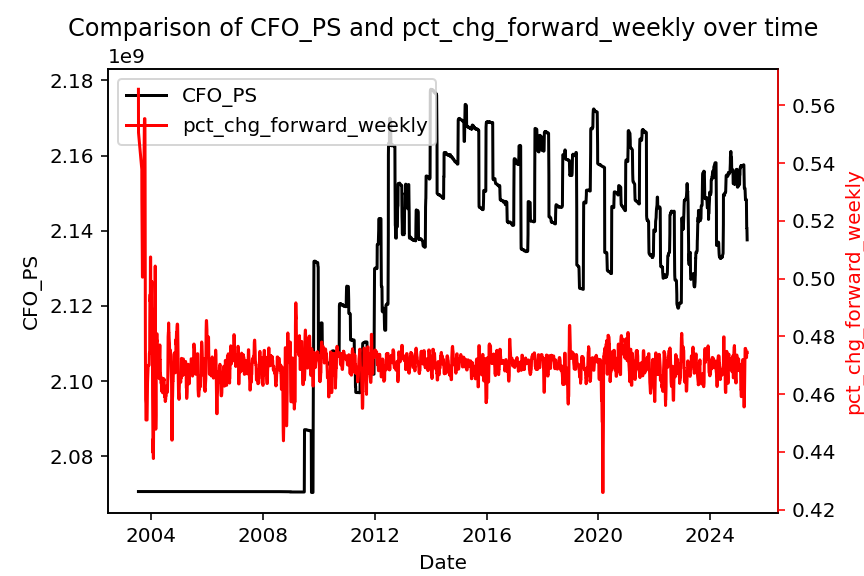 Comparison of CFO_PS and pct_chg_forward_weekly over time
1e9
2.18
2.16
2.14
2.12
2.10
2.08
CFO_PS
CFO_PS
pct_chg_forward_weekly
0.56
0.54
0.52
0.50
0.48
0.46
0.44
0.42
pct_chg_forward_weekly
2004
2008
2012
2016
2020
2024
Date